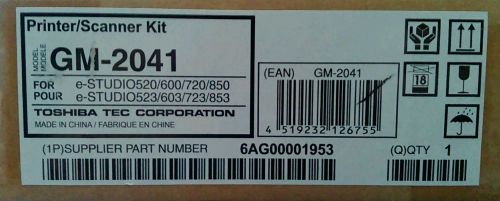 Printer/Scanner Kit
MODEL
MODÈLE
GM-2041
FOR e-STUDIO520/600/720/850
POUR e-STUDIO523/603/723/853
TOSHIBA TEC CORPORATION
MADE IN CHINA / FABRIQUE EN CHINE
(EAN) GM-2041
4 519232 126755
18
(1P)SUPPLIER PART NUMBER 6AG00001953
(Q)QTY 1